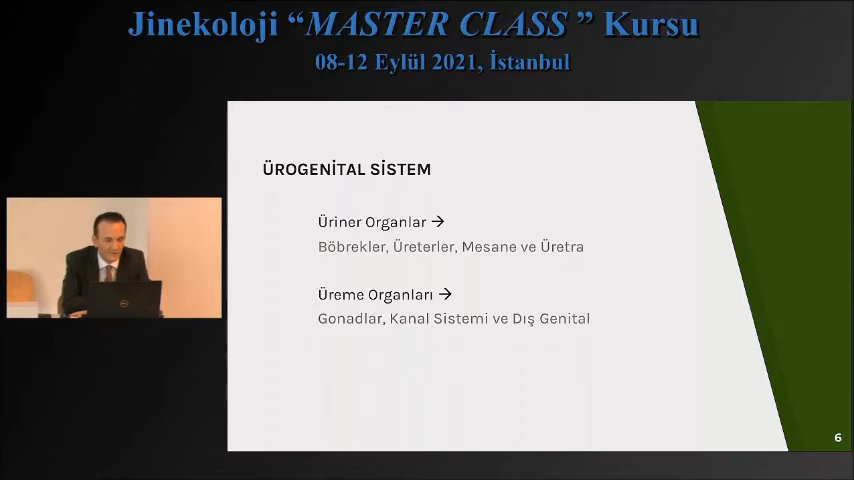 Jinekoloji “MASTER CLASS ” Kursu
08-12 Eylül 2021, İstanbul
ÜROGENİTAL SİSTEM
Üriner Organlar →
Böbrekler, Üreterler, Mesane ve Üretra
Üreme Organları →
Gonadlar, Kanal Sistemi ve Dış Genital
6